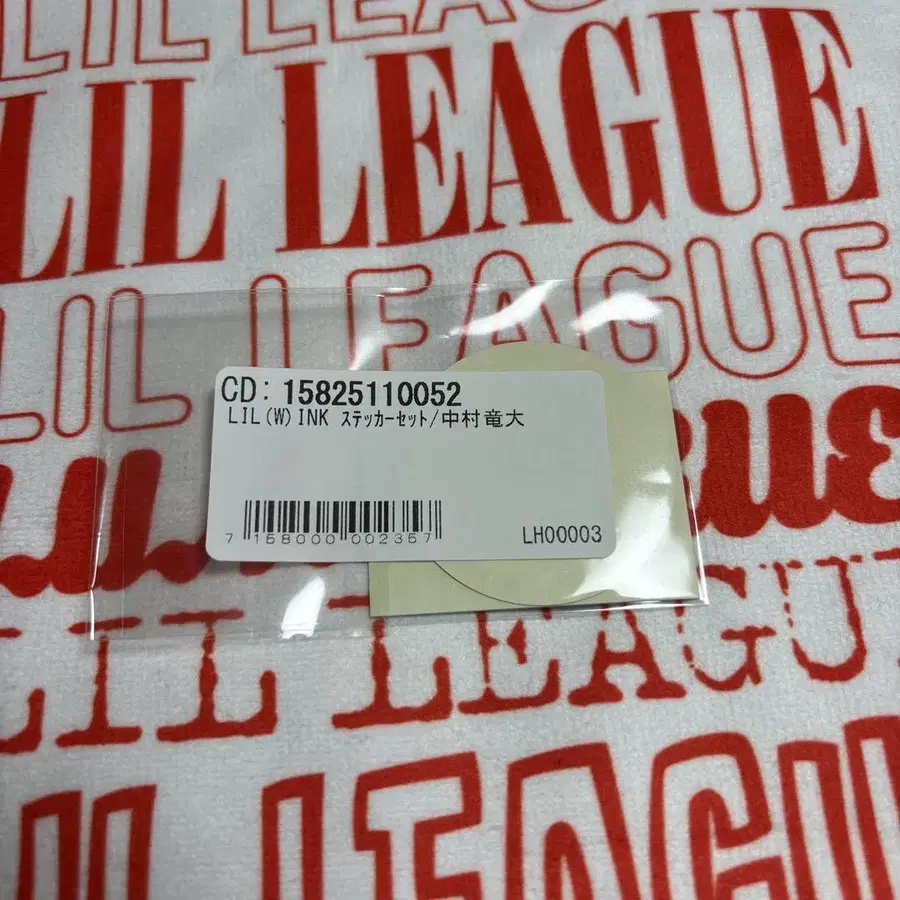 LIL LEAGUE
LIL LEAGUE
LIL LEAGUE
CD: 15825110052
LIL(W)INK ステッカーセット/中村竜大
7 158000 002357
LH00003
LIL LEAGUE
LIL LEAGUE